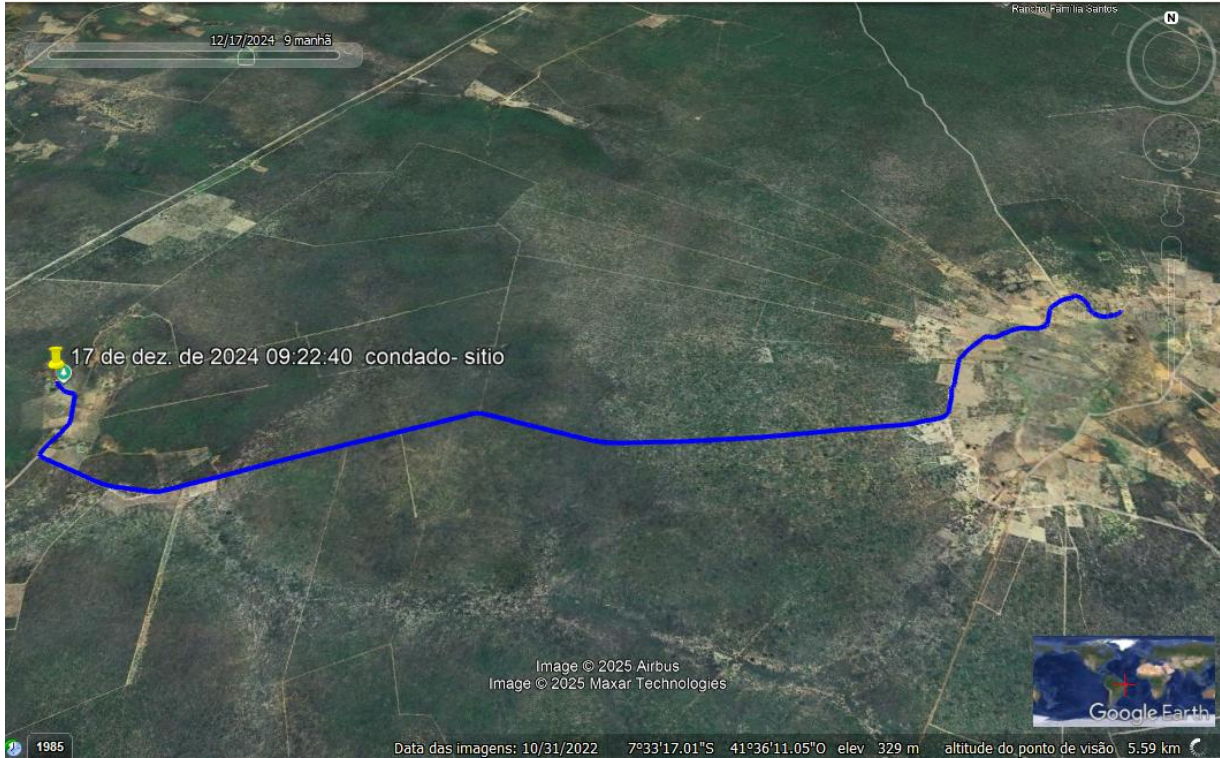 Rancho Família Santos
12/17/2024 9 manhã
N
17 de dez. de 2024 09:22:40 condado- sitio
Image © 2025 Airbus
Image © 2025 Maxar Technologies
Google Earth
1985
Data das imagens: 10/31/2022 7°33'17.01"S 41°36'11.05"O elev 329 m altitude do ponto de visão 5.59 km